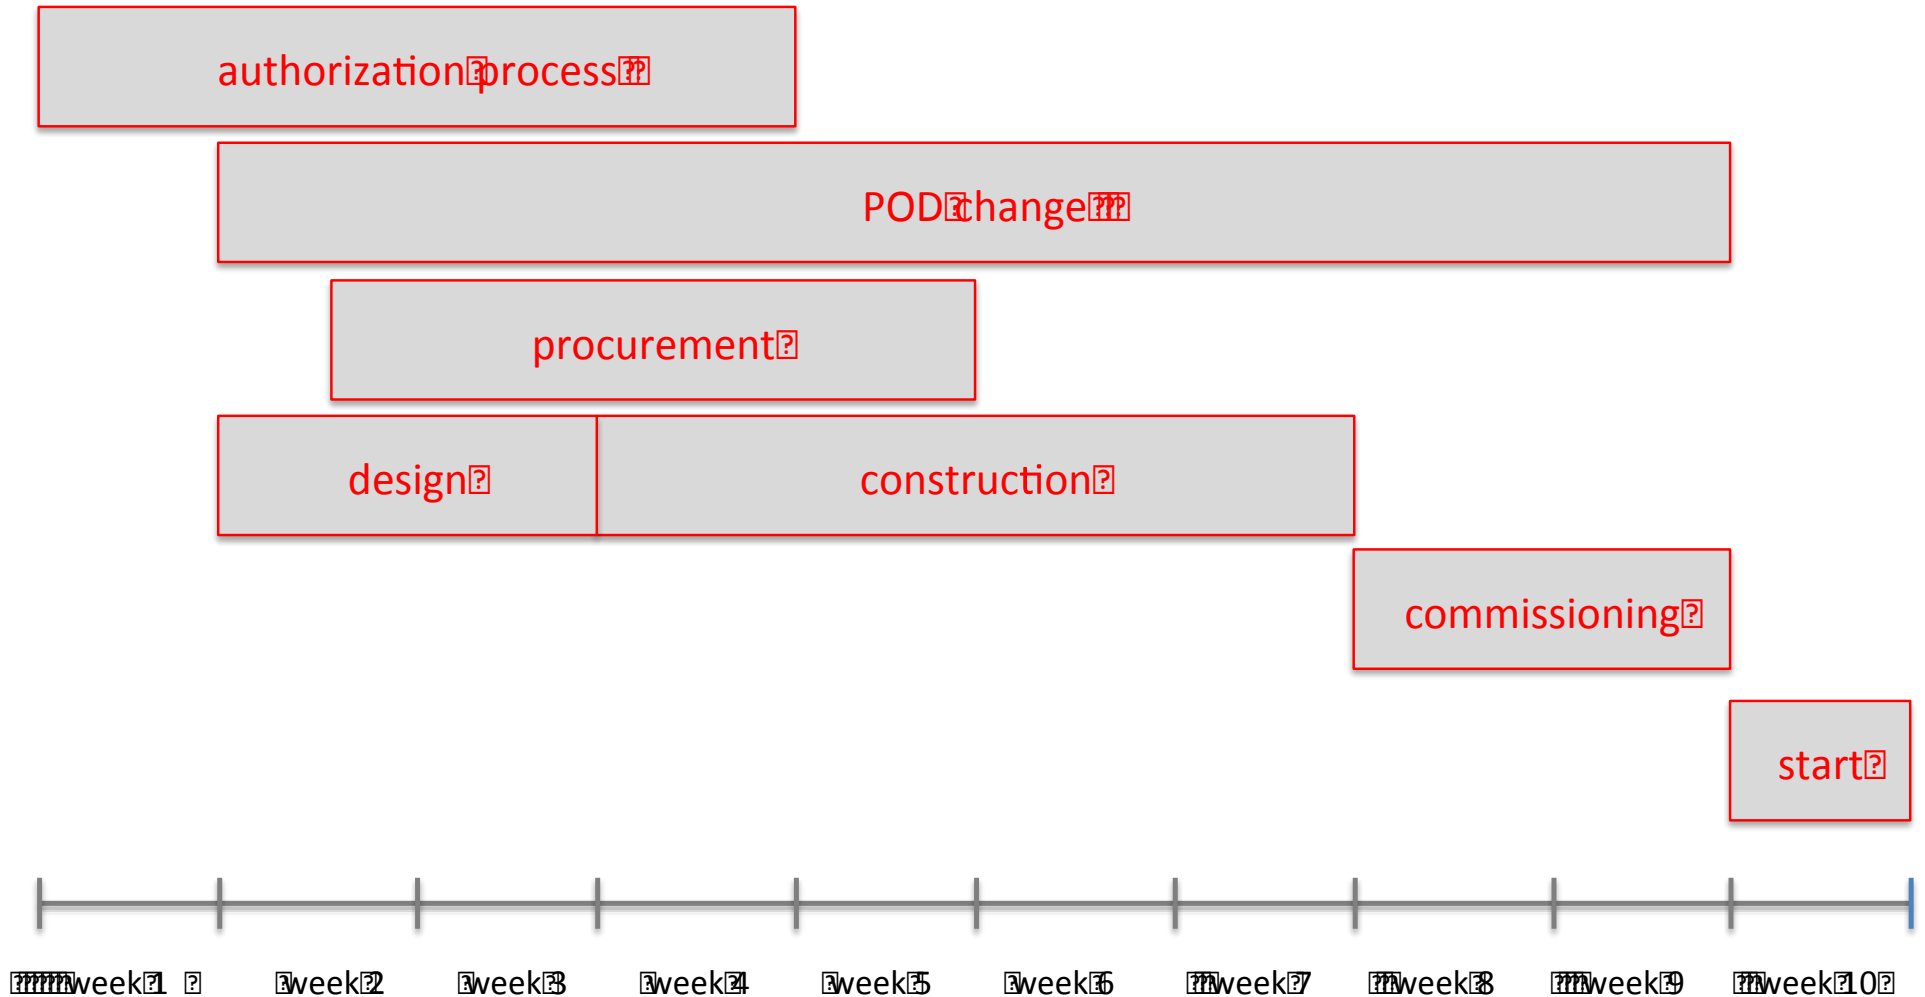 authorization process
POD change
procurement
design construction
commissioning
start
week 1 week 2 week 3 week 4 week 5 week 6 week 7 week 8 week 9 week 10